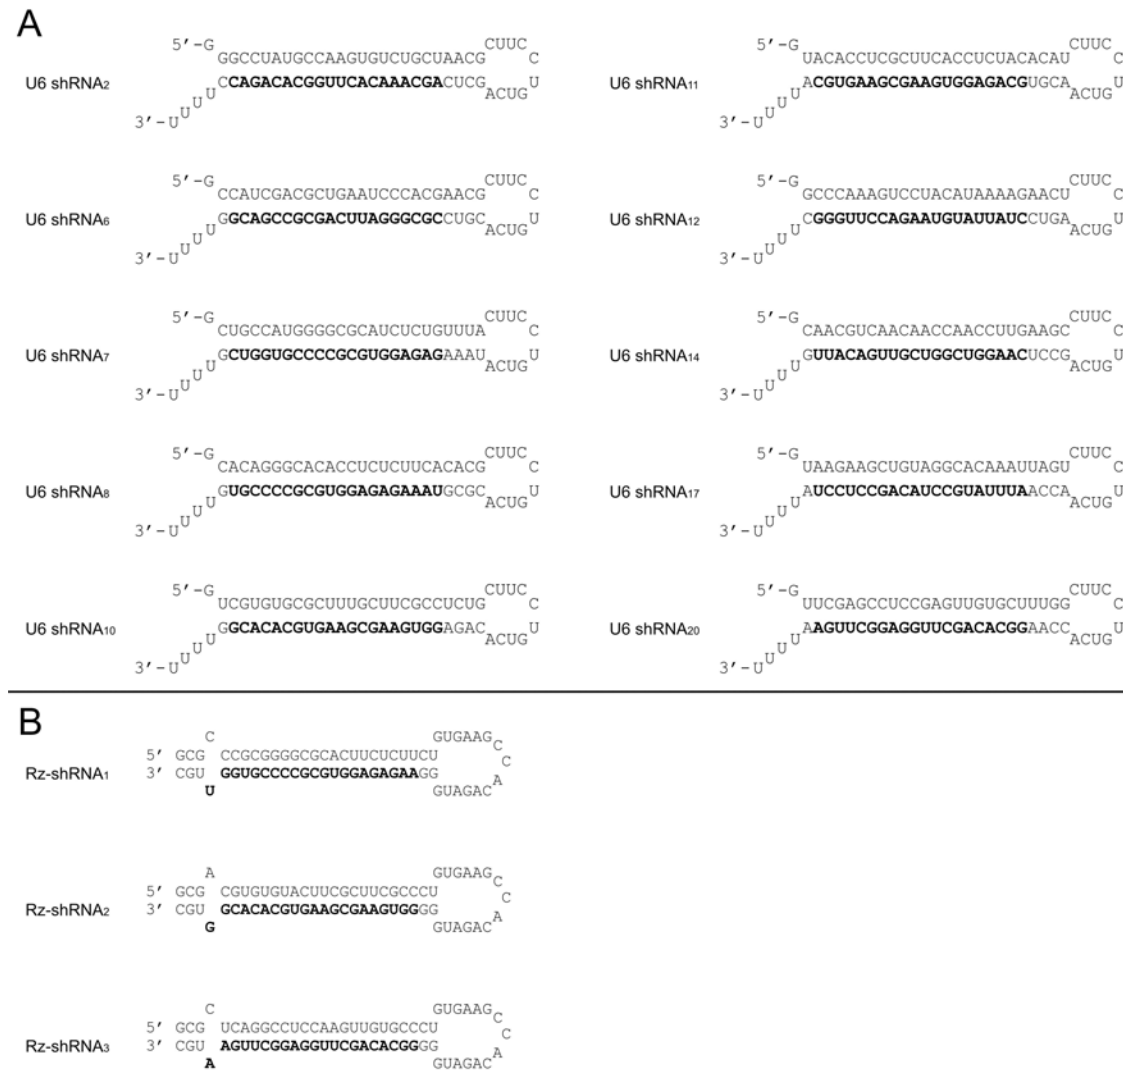 A
5′-G
GGCCUAUGCCAAGUGUCUGCUAACG
CUUC
C
U
U6 shRNA2
CCAGACACGGUUCACAAACGACUCG
ACUG
3′-UUUU
5′-G
CCAUCGACGCUGAAUCCCACGAACG
CUUC
C
U
U6 shRNA6
GGCAGCCGCGACUUAGGGCGCCUGC
ACUG
3′-UUUU
5′-G
CUGCCAUGGGGCGCAUCUCUGUUUA
CUUC
C
U
U6 shRNA7
GCUGGUGCCCCGCGUGGAGAGAAAU
ACUG
3′-UUUU
5′-G
CACAGGGCACACCUCUCUUCACACG
CUUC
C
U
U6 shRNA8
GUGCCCCGCGUGGAGAGAAAUGCGC
ACUG
3′-UUUU
5′-G
UCGUGUGCGCUUUGCUUCGCCUCUG
CUUC
C
U
U6 shRNA10
GGCACACGUGAAGCGAAGUGGAGAC
ACUG
3′-UUUU
5′-G
UACACCUCGCUUCACCUCUACACAU
CUUC
C
U
U6 shRNA11
ACGUGAAGCGAAGUGGAGACGUGCA
ACUG
3′-UUUU
5′-G
GCCCAAAGUCCUACAUAAAAGAACU
CUUC
C
U
U6 shRNA12
CGGGUUCCAGAAUGUAUUAUCCUGA
ACUG
3′-UUUU
5′-G
CAACGUCAACAACCAACCUUGAAGC
CUUC
C
U
U6 shRNA14
GUUACAGUUGCUGGCUGGAACUCCG
ACUG
3′-UUUU
5′-G
UAAGAAGCUGUAGGCACAAAUUAGU
CUUC
C
U
U6 shRNA17
AUCCUCCGACAUCCGUAUUUAACCA
ACUG
3′-UUUU
5′-G
UUCGAGCCUCCGAGUUGUGCUUUGG
CUUC
C
U
U6 shRNA20
AAGUUCGGAGGUUCGACACGGAACC
ACUG
3′-UUUU
B
C
GUGAAGCCA
5′ GCG CCGCGGGGCGCACUUCUCUUCU
Rz-shRNA1
3′ CGU GGUGCCCCGCGUGGAGAGAAGG
U
GUAGAC
A
GUGAAGCCA
5′ GCG CGUGUGUACUUCGCUUCGCCCU
Rz-shRNA2
3′ CGU GCACACGUGAAGCGAAGUGGGG
G
GUAGAC
C
GUGAAGCCA
5′ GCG UCAGGCCUCCAAGUUGUGCCCU
Rz-shRNA3
3′ CGU AGUUCGGAGGUUCGACACGGGG
A
GUAGAC